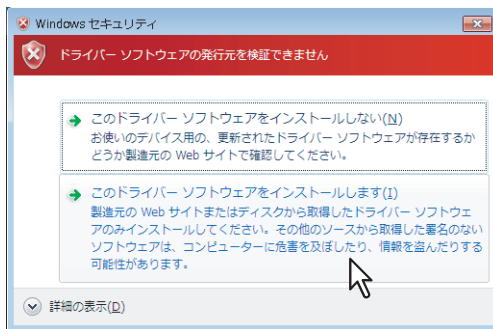 Windows セキュリティ
ドライバー ソフトウェアの発行元を検証できません
このドライバー ソフトウェアをインストールしない(N)
お使いのデバイス用の、更新されたドライバー ソフトウェアが存在するか
どうか製造元の Web サイトで確認してください。
このドライバー ソフトウェアをインストールします(I)
製造元の Web サイトまたはディスクから取得したドライバー ソフトウェ
アのみインストールしてください。その他のソースから取得した署名のない
ソフトウェアは、コンピューターに危害を及ぼしたり、情報を盗んだりする
可能性があります。
詳細の表示(D)